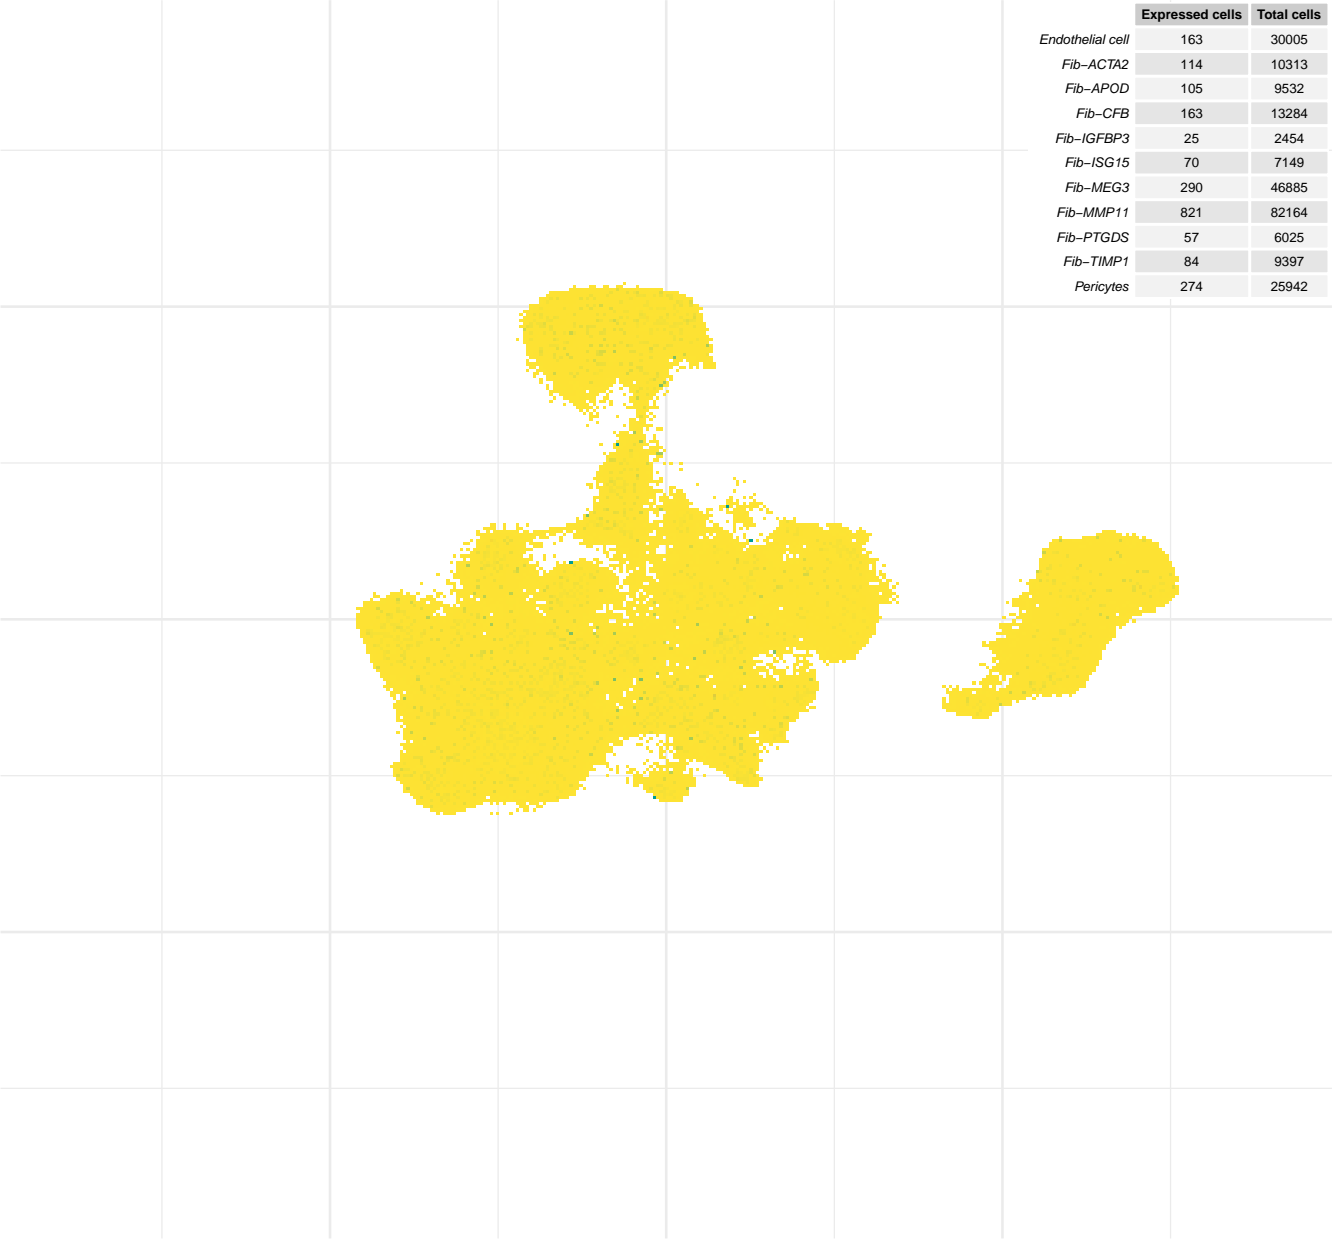 Expressed cells Total cells
Endothelial cell 163 30005
Fib−ACTA2 114 10313
Fib−APOD 105 9532
Fib−CFB 163 13284
Fib−IGFBP3 25 2454
Fib−ISG15 70 7149
Fib−MEG3 290 46885
Fib−MMP11 821 82164
Fib−PTGDS 57 6025
Fib−TIMP1 84 9397
Pericytes 274 25942